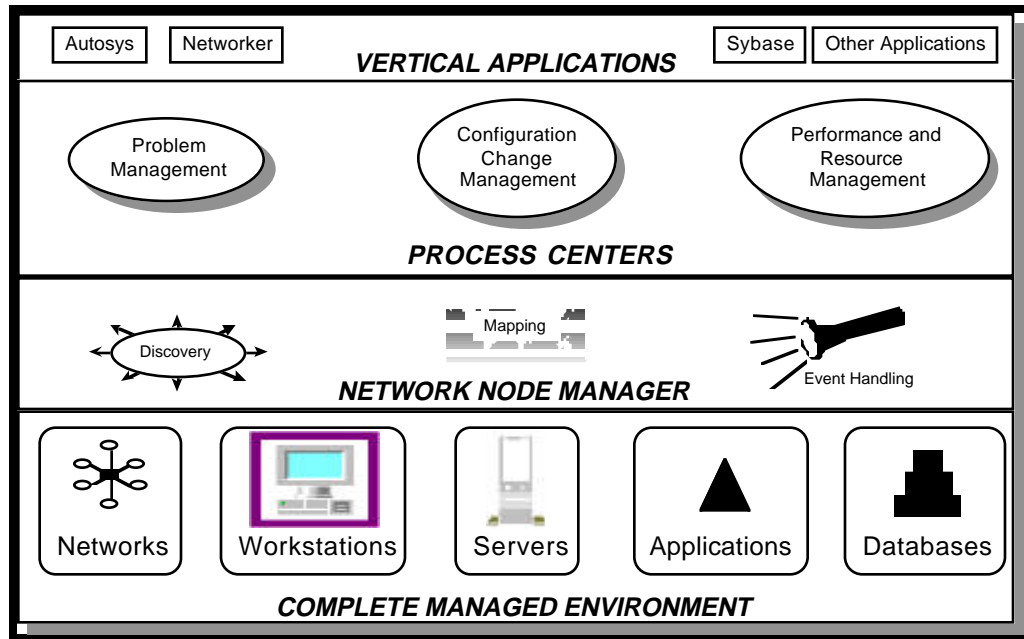 Autosys
Networker
Sybase
Other Applications
VERTICAL APPLICATIONS
Problem
Management
Configuration
Change
Management
Performance and
Resource
Management
PROCESS CENTERS
Discovery
Mapping
Event Handling
NETWORK NODE MANAGER
Networks
Workstations
Servers
Applications
Databases
COMPLETE MANAGED ENVIRONMENT